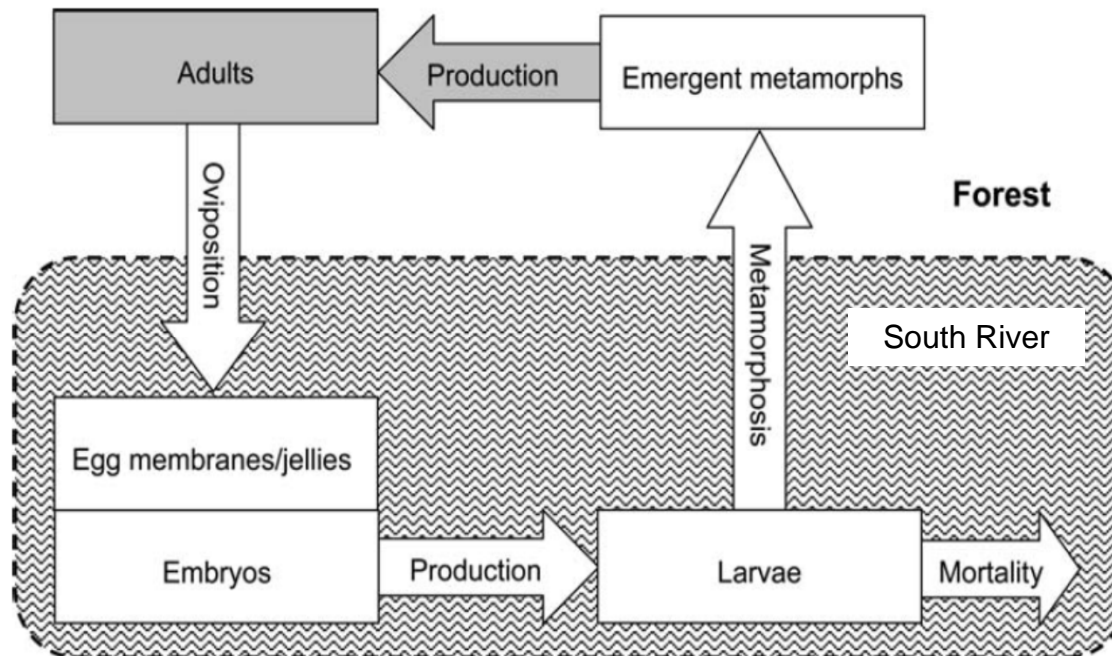 Adults
Production
Emergent metamorphs
Oviposition
Forest
Metamorphosis
South River
Egg membranes/jellies
Embryos
Production
Larvae
Mortality